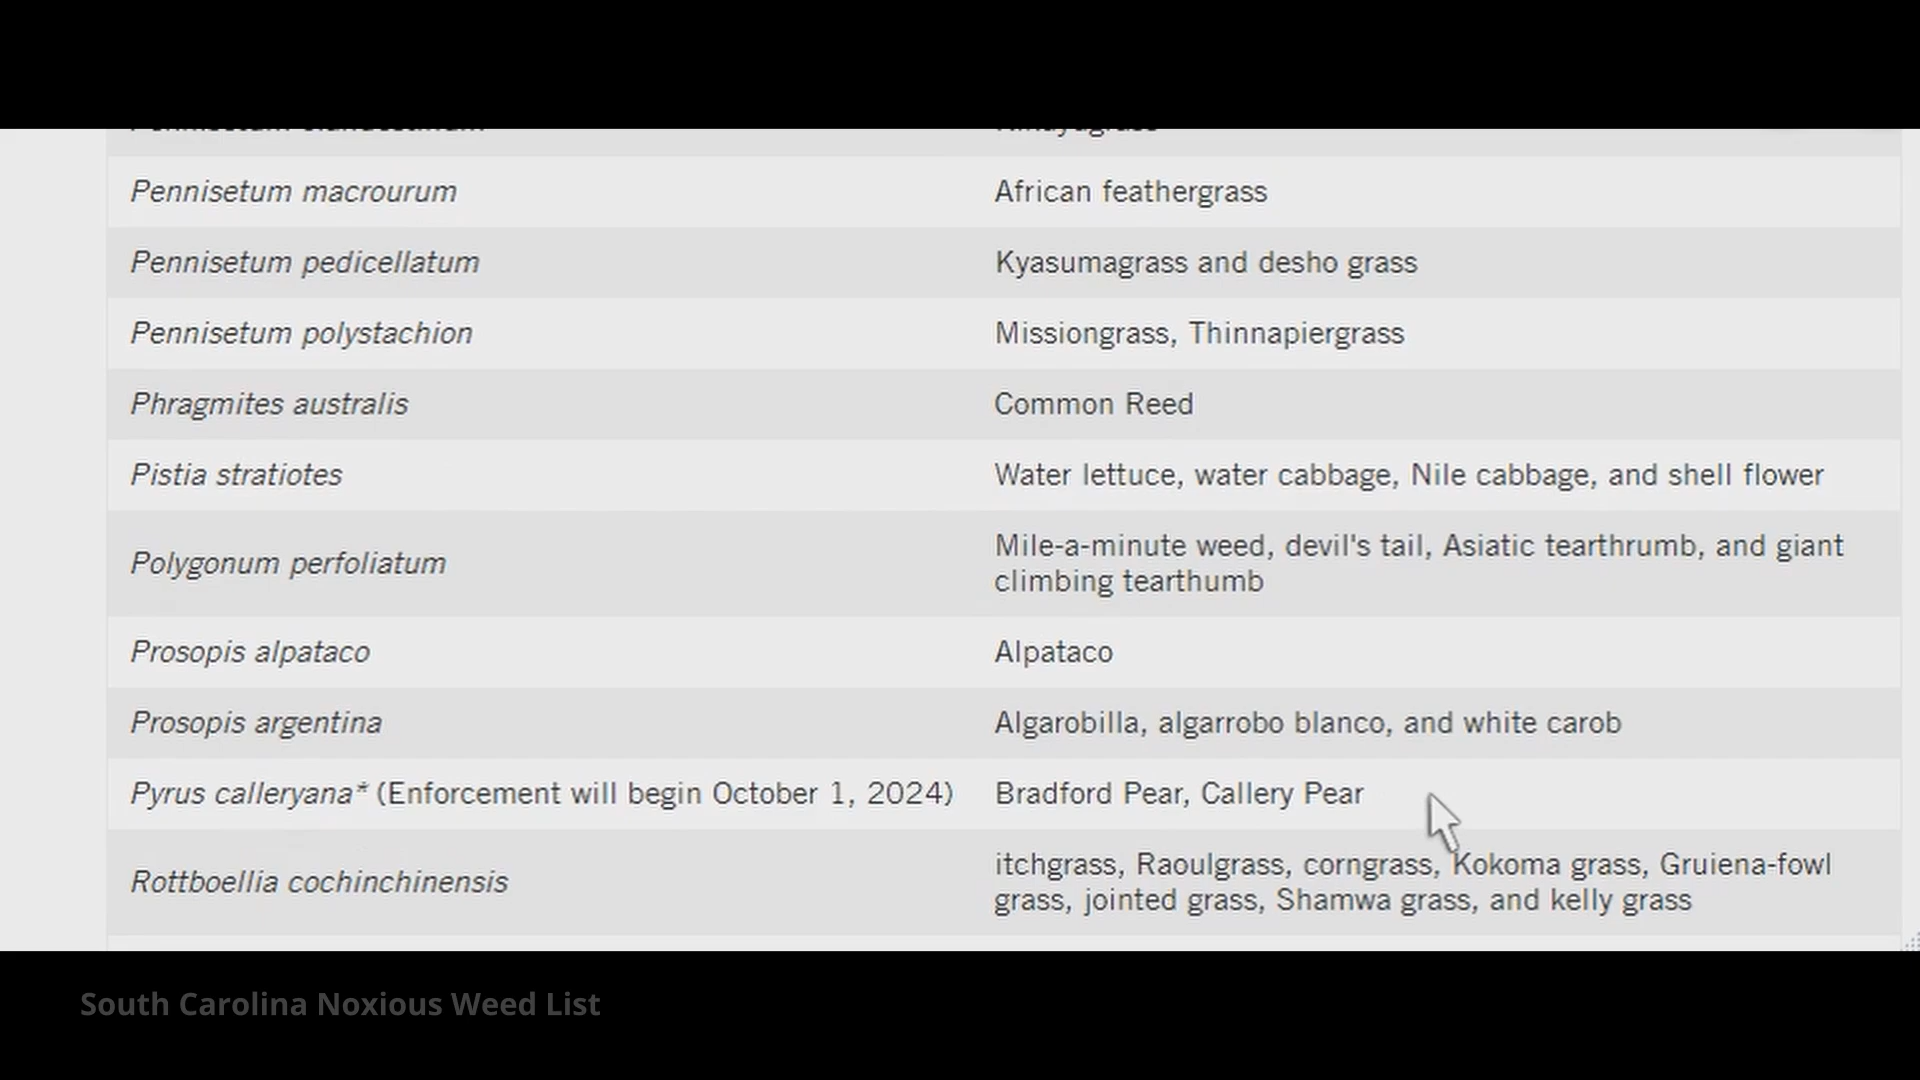 Pennisetum macrourum African feathergrass
Pennisetum pedicellatum Kyasumagrass and desho grass
Pennisetum polystachion Missiongrass, Thinnapiergrass
Phragmites australis Common Reed
Pistia stratiotes Water lettuce, water cabbage, Nile cabbage, and shell flower
Polygonum perfoliatum Mile-a-minute weed, devil's tail, Asiatic tearthrumb, and giant
climbing tearthumb
Prosopis alpataco Alpataco
Prosopis argentina Algarobilla, algarrobo blanco, and white carob
Pyrus calleryana* (Enforcement will begin October 1, 2024) Bradford Pear, Callery Pear
Rottboellia cochinchinensis itchgrass, Raoulgrass, corngrass, Kokoma grass, Gruiena-fowl
grass, jointed grass, Shamwa grass, and kelly grass
South Carolina Noxious Weed List